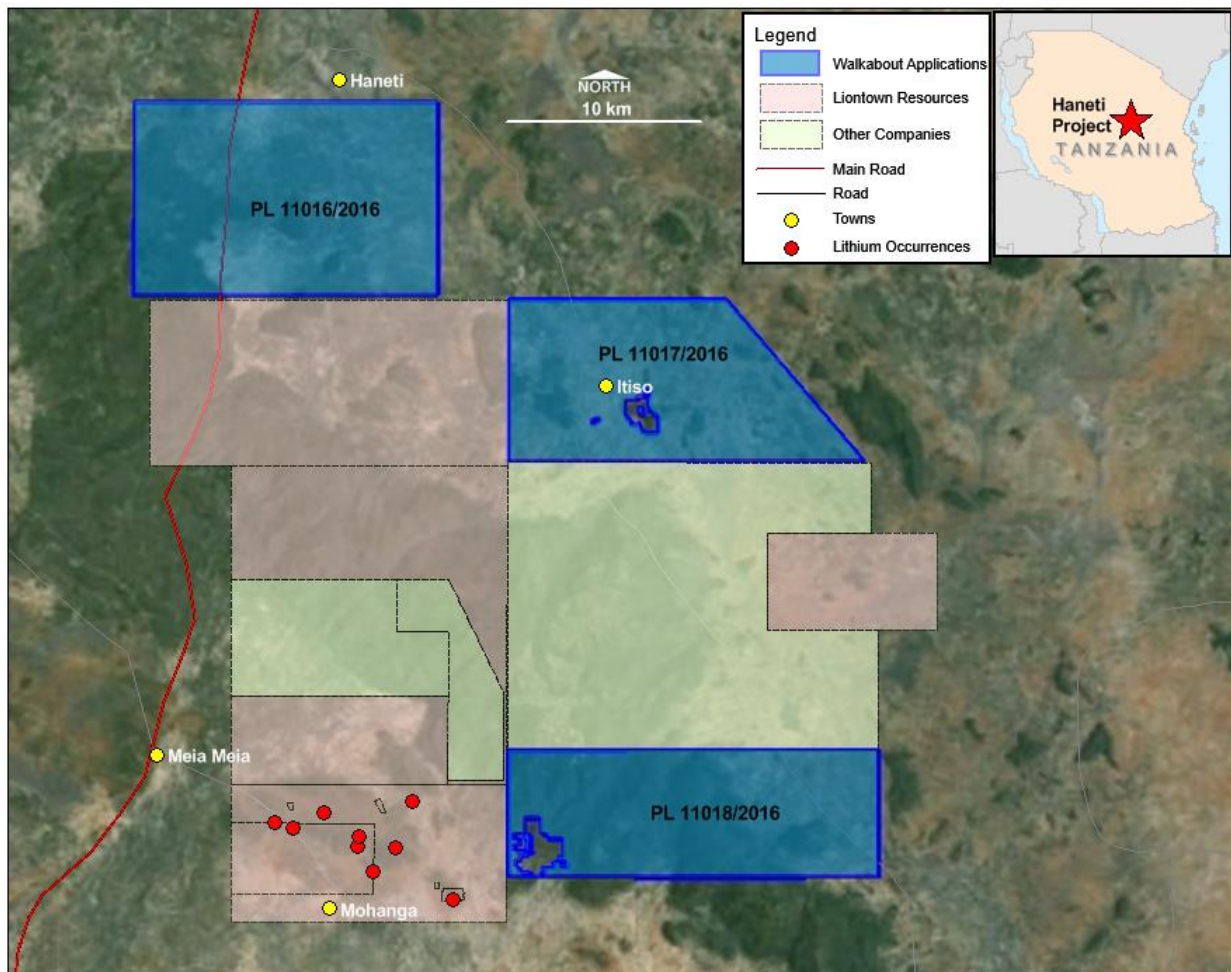 Legend
Walkabout Applications
Liontown Resources
Other Companies
Main Road
Road
Towns
Lithium Occurrences
Haneti
Project
TANZANIA
NORTH
10 km
Haneti
PL 11016/2016
PL 11017/2016
Itiso
Meia Meia
PL 11018/2016
Mohanga